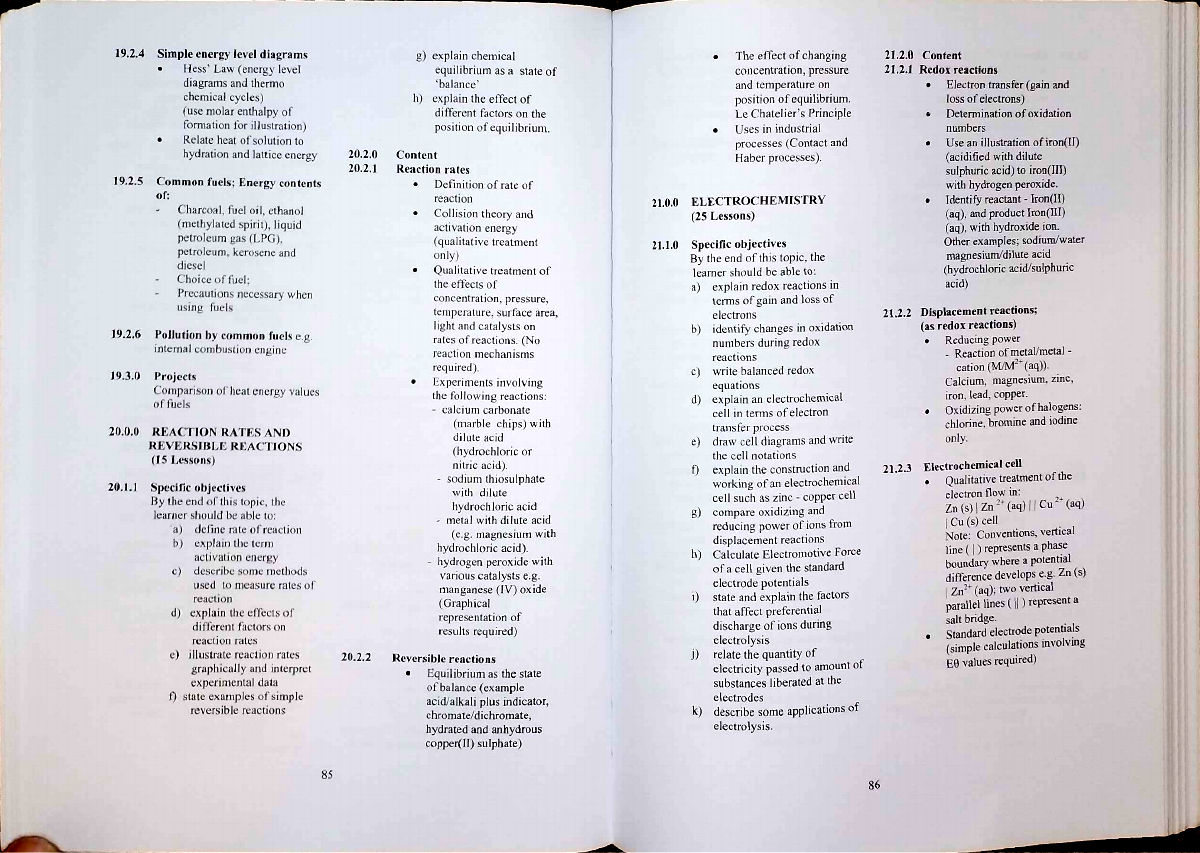 19.2.4 Simple energy level diagrams
• Hess' Law (energy level
diagrams and thermo
chemical cycles)
(use molar enthalpy of
formation for illustration)
• Relate heat of solution to
hydration and lattice energy
19.2.5 Common fuels; Energy contents
of:
- Charcoal, fuel oil, ethanol
(methylated spirit), liquid
petroleum gas (LPG),
petroleum, kerosene and
diesel
- Choice of fuel;
- Precautions necessary when
using fuels
19.2.6 Pollution by common fuels e.g.
internal combustion engine
19.3.0 Projects
Comparison of heat energy values
of fuels
20.0.0 REACTION RATES AND
REVERSIBLE REACTIONS
(15 Lessons)
20.1.1 Specific objectives
By the end of this topic, the
learner should be able to:
a) define rate of reaction
b) explain the term
activation energy
c) describe some methods
used to measure rates of
reaction
d) explain the effects of
different factors on
reaction rates
e) illustrate reaction rates
graphically and interpret
experimental data
f) state examples of simple
reversible reactions
g) explain chemical
equilibrium as a state of
'balance'
h) explain the effect of
different factors on the
position of equilibrium.
20.2.0 Content
20.2.1 Reaction rates
• Definition of rate of
reaction
• Collision theory and
activation energy
(qualitative treatment
only)
• Qualitative treatment of
the effects of
concentration, pressure,
temperature, surface area,
light and catalysts on
rates of reactions. (No
reaction mechanisms
required).
• Experiments involving
the following reactions:
- calcium carbonate
(marble chips) with
dilute acid
(hydrochloric or
nitric acid).
- sodium thiosulphate
with dilute
hydrochloric acid
- metal with dilute acid
(e.g. magnesium with
hydrochloric acid).
- hydrogen peroxide with
various catalysts e.g.
manganese (IV) oxide
(Graphical
representation of
results required)
20.2.2 Reversible reactions
• Equilibrium as the state
of balance (example
acid/alkali plus indicator,
chromate/dichromate,
hydrated and anhydrous
copper(II) sulphate)
85
• The effect of changing
concentration, pressure
and temperature on
position of equilibrium.
Le Chatelier's Principle
• Uses in industrial
processes (Contact and
Haber processes).
21.0.0 ELECTROCHEMISTRY
(25 Lessons)
21.1.0 Specific objectives
By the end of this topic, the
learner should be able to:
a) explain redox reactions in
terms of gain and loss of
electrons
b) identify changes in oxidation
numbers during redox
reactions
c) write balanced redox
equations
d) explain an electrochemical
cell in terms of electron
transfer process
e) draw cell diagrams and write
the cell notations
f) explain the construction and
working of an electrochemical
cell such as zinc - copper cell
g) compare oxidizing and
reducing power of ions from
displacement reactions
h) Calculate Electromotive Force
of a cell given the standard
electrode potentials
i) state and explain the factors
that affect preferential
discharge of ions during
electrolysis
j) relate the quantity of
electricity passed to amount of
substances liberated at the
electrodes
k) describe some applications of
electrolysis.
21.2.0 Content
21.2.1 Redox reactions
• Electron transfer (gain and
loss of electrons)
• Determination of oxidation
numbers
• Use an illustration of iron(II)
(acidified with dilute
sulphuric acid) to iron(III)
with hydrogen peroxide.
• Identify reactant - Iron(II)
(aq), and product Iron(III)
(aq), with hydroxide ion.
Other examples; sodium/water
magnesium/dilute acid
(hydrochloric acid/sulphuric
acid)
21.2.2 Displacement reactions;
(as redox reactions)
• Reducing power
- Reaction of metal/metal -
cation (M/M²⁺ (aq)).
Calcium, magnesium, zinc,
iron, lead, copper.
• Oxidizing power of halogens:
chlorine, bromine and iodine
only.
21.2.3 Electrochemical cell
• Qualitative treatment of the
electron flow in:
Zn (s) | Zn ²⁺ (aq) | | Cu ²⁺ (aq)
| Cu (s) cell
Note: Conventions, vertical
line ( | ) represents a phase
boundary where a potential
difference develops e.g. Zn (s)
| Zn²⁺ (aq); two vertical
parallel lines ( || ) represent a
salt bridge.
• Standard electrode potentials
(simple calculations involving
Eθ values required)
86